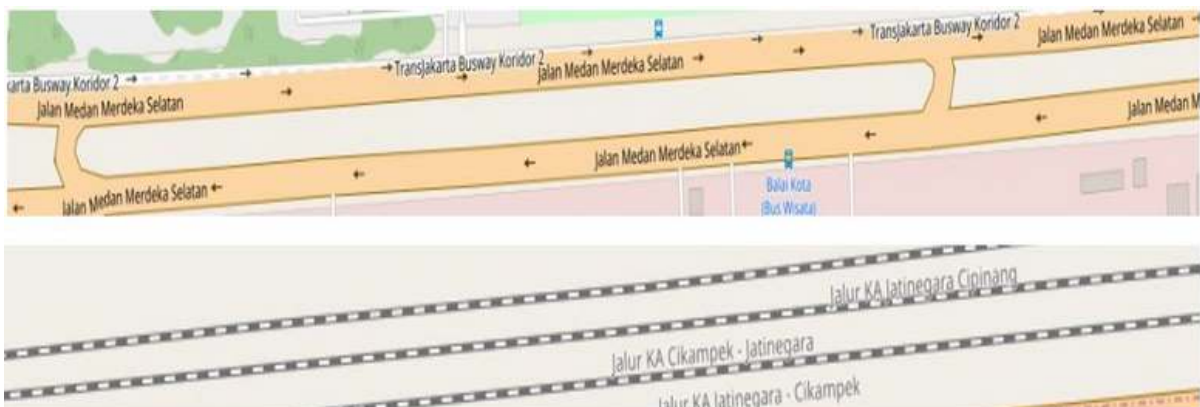 TransJakarta Busway Koridor 2
Jalan Medan Merdeka Selatan
TransJakarta Busway Koridor 2
Jalan Medan Merdeka Selatan
karta Busway Koridor 2
Jalan Medan Merdeka Selatan
Jalan Medan M
Jalan Medan Merdeka Selatan
Jalan Medan Merdeka Selatan
Balai Kota
(Bus Wisata)
Jalur KA Jatinegara Cipinang
Jalur KA Cikampek - Jatinegara
Jalur KA Jatinegara - Cikampek